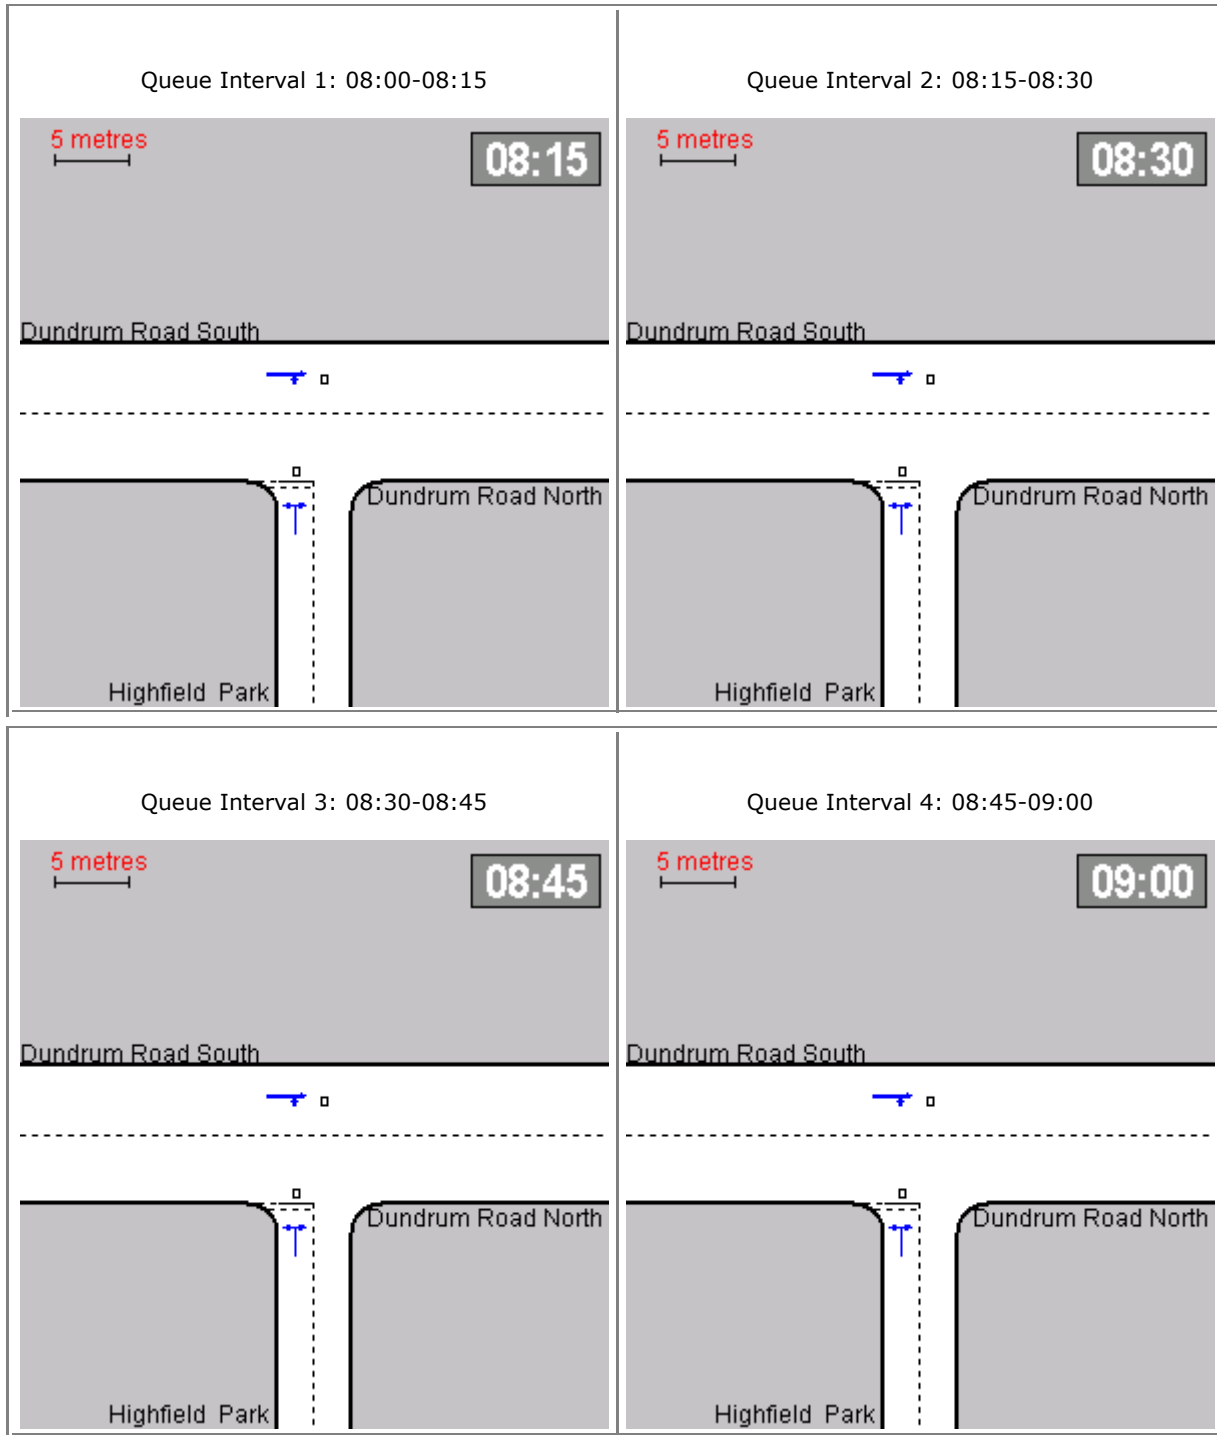 Queue Interval 1: 08:00-08:15
5 metres
08:15
Dundrum Road South
Dundrum Road North
Highfield Park
Queue Interval 2: 08:15-08:30
5 metres
08:30
Dundrum Road South
Dundrum Road North
Highfield Park
Queue Interval 3: 08:30-08:45
5 metres
08:45
Dundrum Road South
Dundrum Road North
Highfield Park
Queue Interval 4: 08:45-09:00
5 metres
09:00
Dundrum Road South
Dundrum Road North
Highfield Park